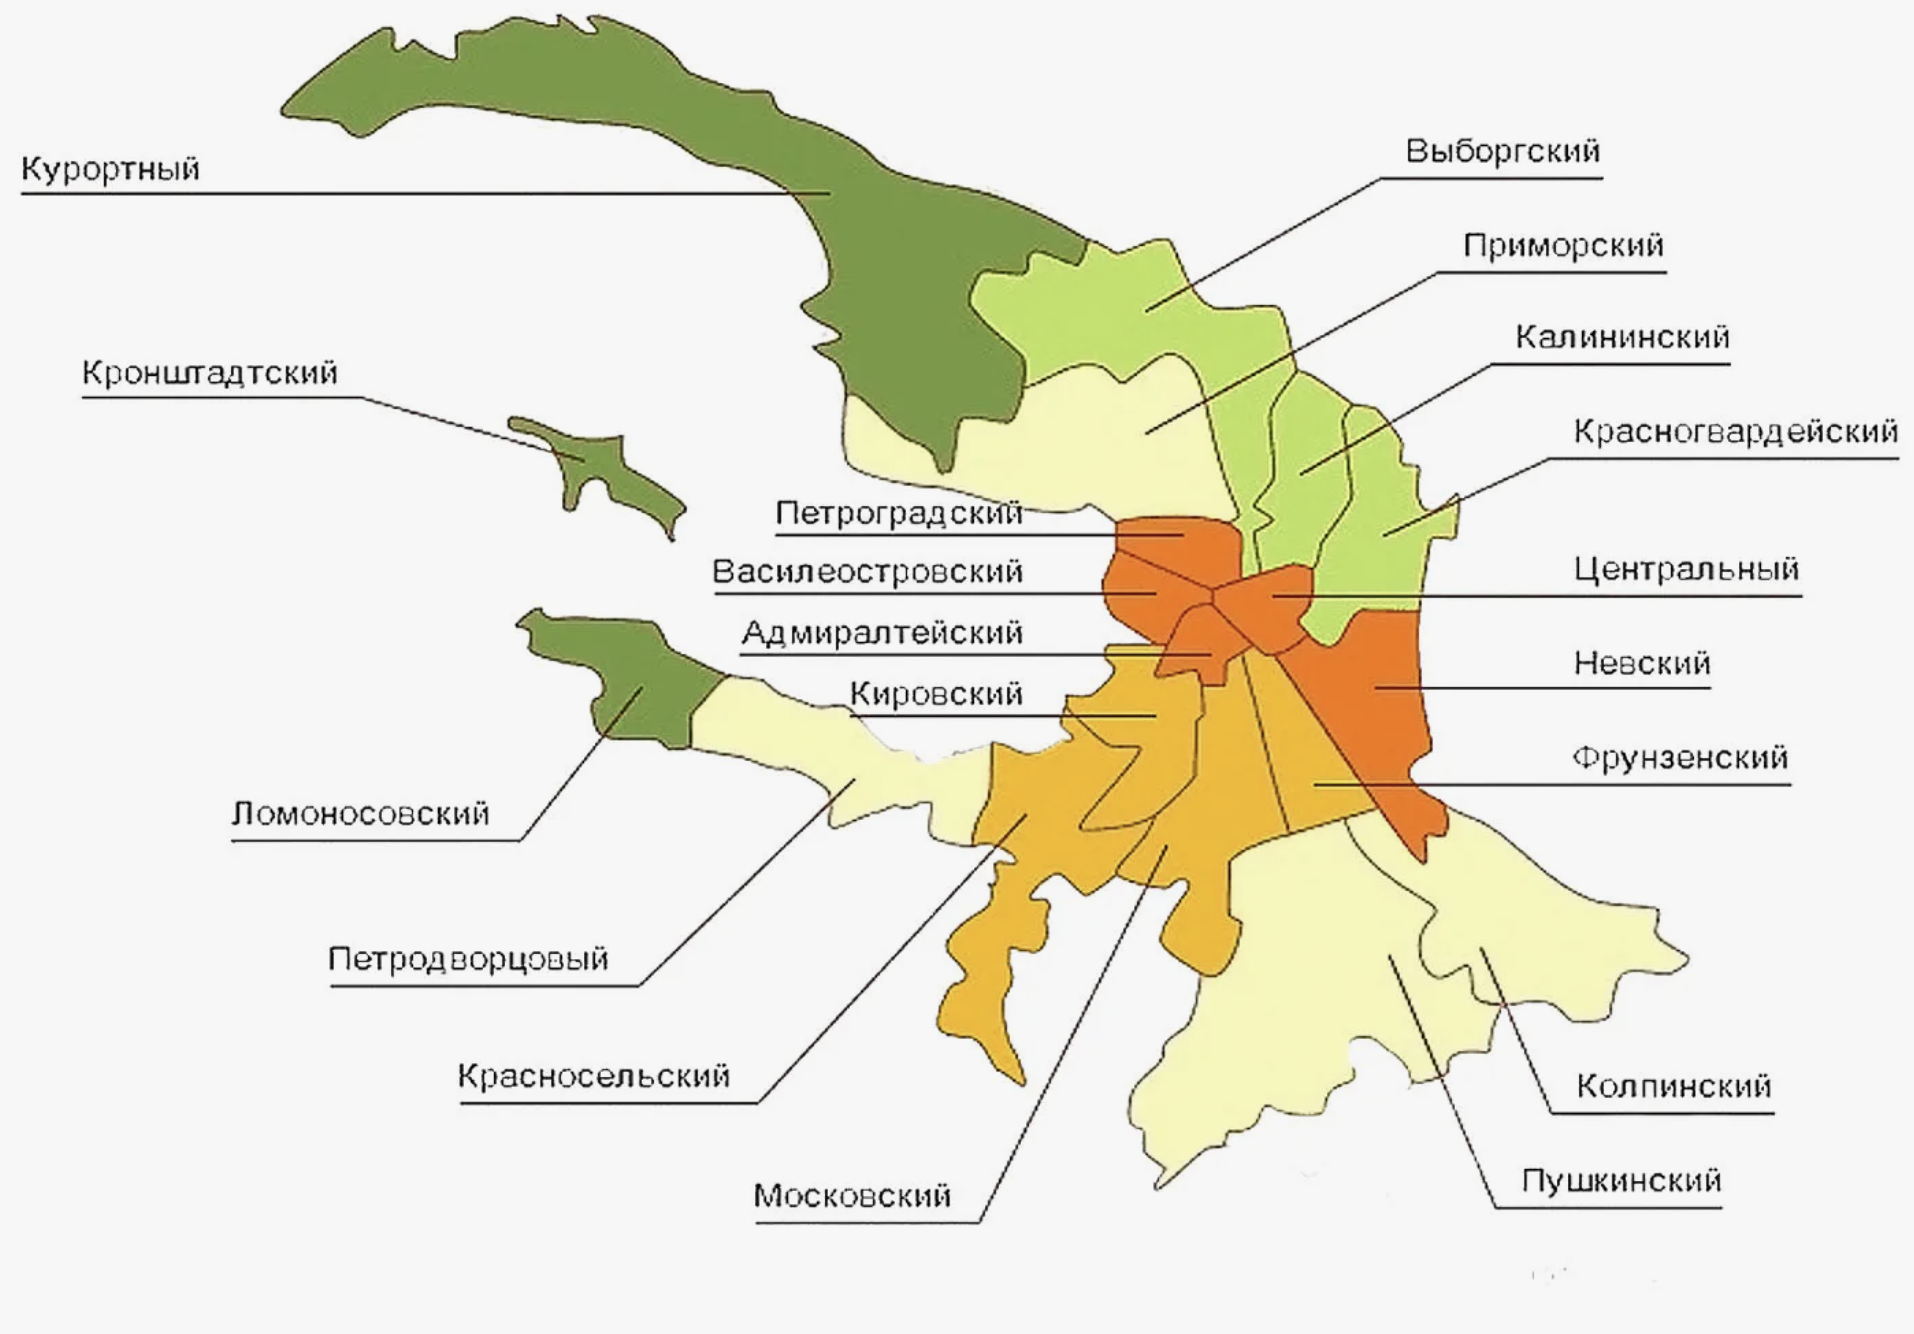 Курортный
Выборгский
Приморский
Калининский
Кронштадтский
Красногвардейский
Петроградский
Василеостровский
Центральный
Адмиралтейский
Невский
Кировский
Фрунзенский
Ломоносовский
Петродворцовый
Красносельский
Колпинский
Пушкинский
Московский